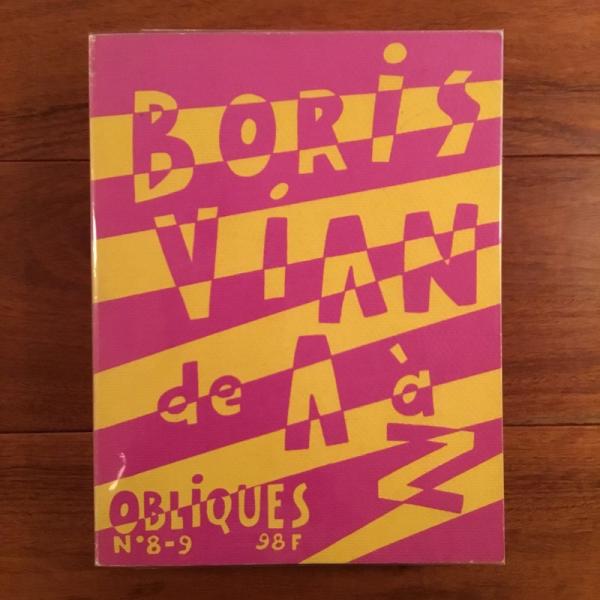 BORiS
ViAN
de A à
Z
OBLiQUES
N°8-9 98F